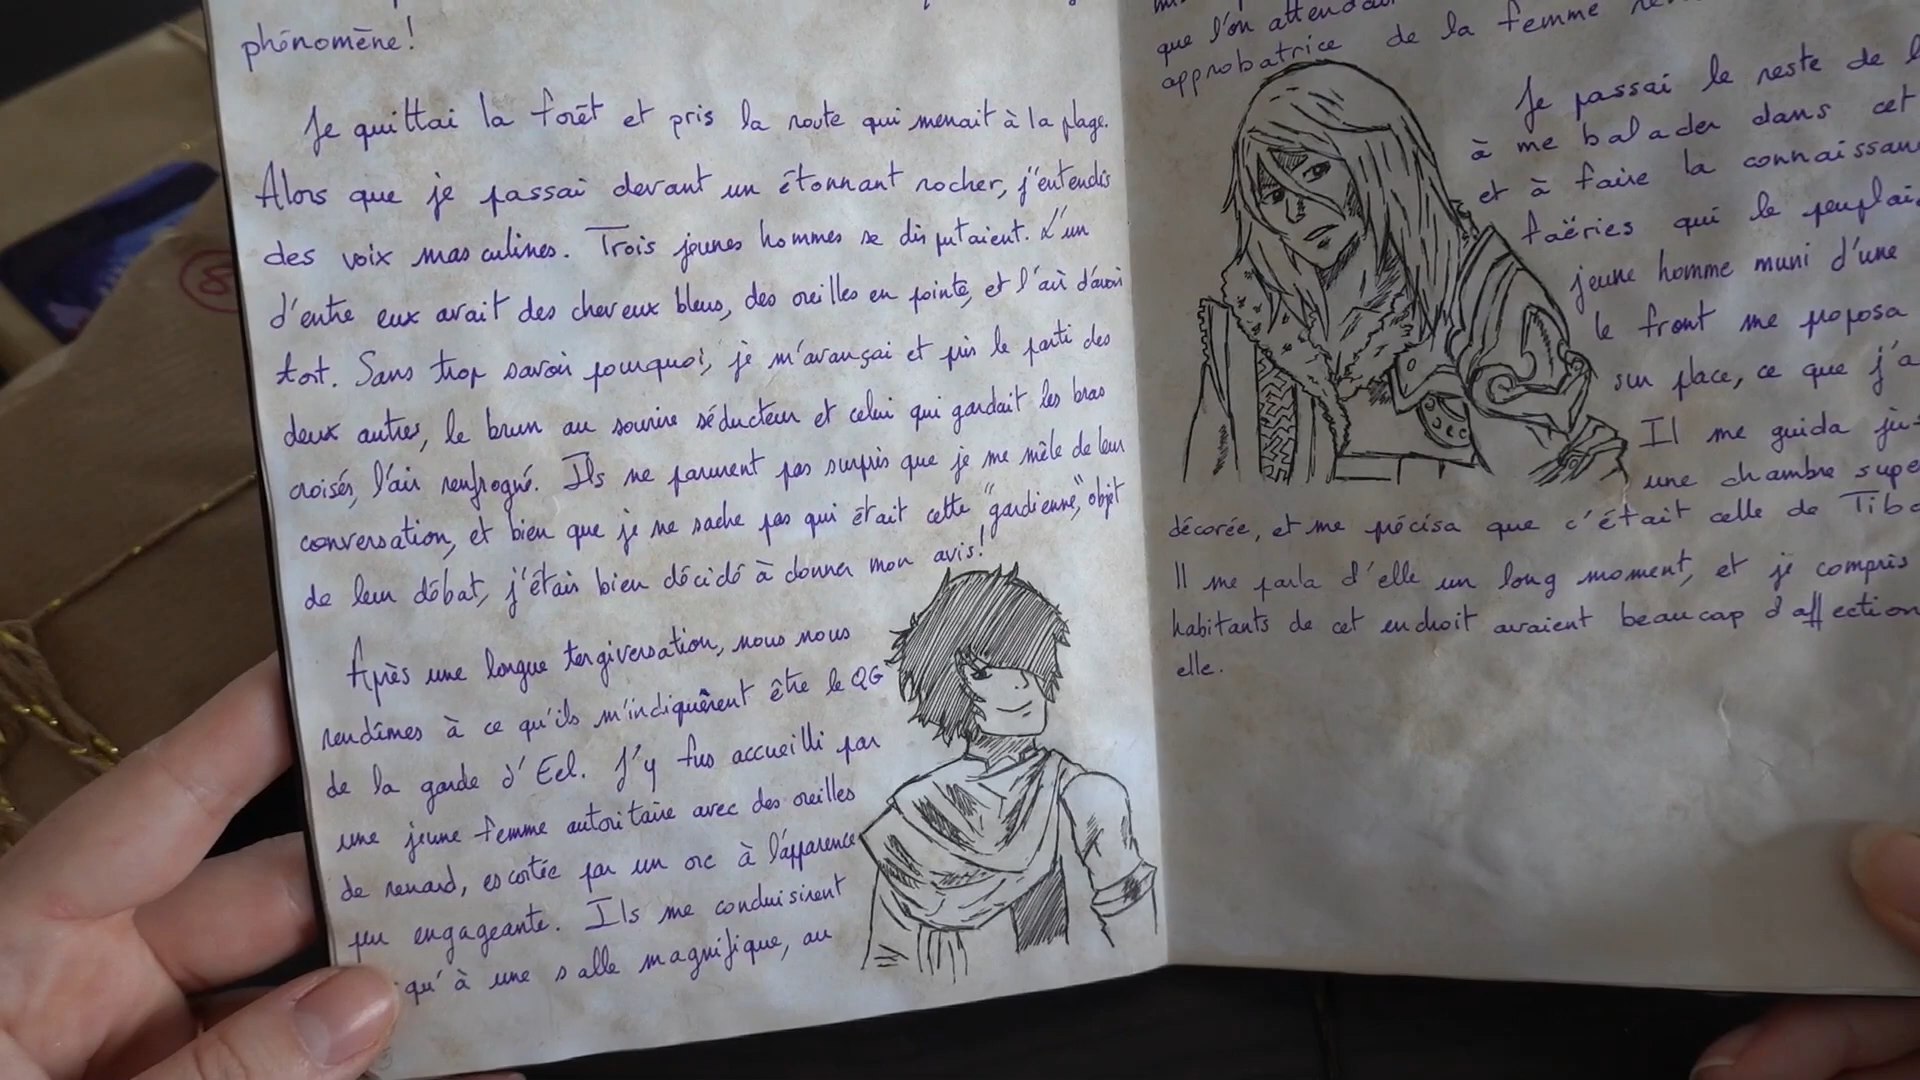 phénomène!
Je quittai la forêt et pris la route qui menait à la plage.
Alors que je passai devant un étonnant rocher, j'entendis
des voix masculines. Trois jeunes hommes se disputaient. L'un
d'entre eux avait des cheveux bleus, des oreilles en pointe, et l'air d'avoir
tort. Sans trop savoir pourquoi, je m'avançai et pris le parti des
deux autres, le brun au sourire séducteur et celui qui gardait les bras
croisés, l'air renfrogné. Ils ne parurent pas surpris que je me mêle de leur
conversation, et bien que je ne sache pas qui était cette "gardienne", objet
de leur débat, j'étais bien décidé à donner mon avis!
Après une longue tergiversation, nous nous
rendîmes à ce qu'ils m'indiquèrent être le QG
de la garde d'Eel. J'y fus accueilli par
une jeune femme autoritaire avec des oreilles
de renard, escortée par un orc à l'apparence
peu engageante. Ils me conduisirent
qu'à une salle magnifique, au
que l'on attendai
approbatrice de la femme
Je passai le reste de l
à me balader dans cet
et à faire la connaissan
faëries qui le peuplai
jeune homme muni d'une
le front me poposa
sur place, ce que j'a
Il me guida ju
une chambre supe
décorée, et me précisa que c'était celle de Tib
Il me parla d'elle un long moment, et je compris
habitants de cet endroit avaient beaucoup d'affection
elle.
8